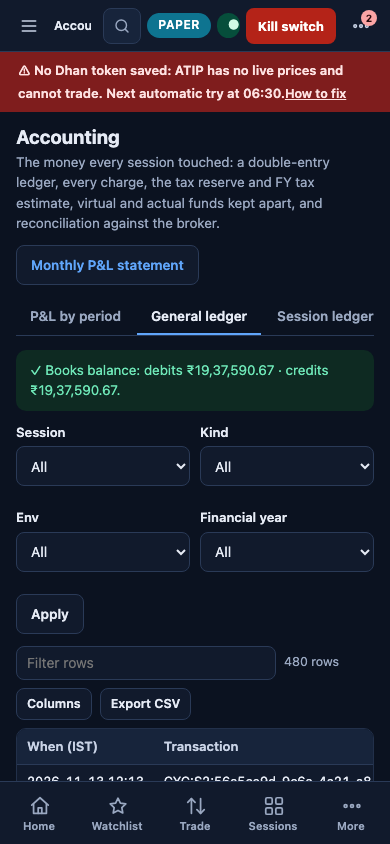 Accou
PAPER
Kill switch
2
⚠ No Dhan token saved: ATIP has no live prices and
cannot trade. Next automatic try at 06:30.How to fix
Accounting
The money every session touched: a double-entry
ledger, every charge, the tax reserve and FY tax
estimate, virtual and actual funds kept apart, and
reconciliation against the broker.
Monthly P&L statement
P&L by period General ledger Session ledger
✓ Books balance: debits ₹19,37,590.67 · credits
₹19,37,590.67.
Session Kind
All All
Env Financial year
All All
Apply
Filter rows 480 rows
Columns Export CSV
When (IST) Transaction
Home Watchlist Trade Sessions More